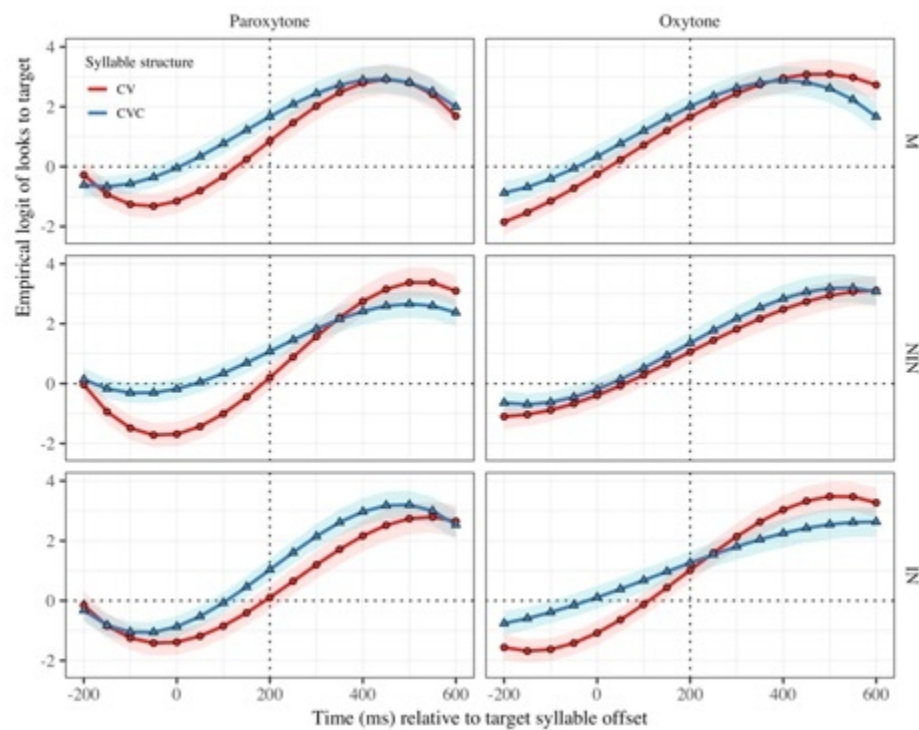 Paroxytone Oxytone
Syllable structure
CV
CVC
4
2
0
-2
M
4
2
0
-2
NIN
4
2
0
-2
IN
-200 0 200 400 600 -200 0 200 400 600
Empirical logit of looks to target
Time (ms) relative to target syllable offset